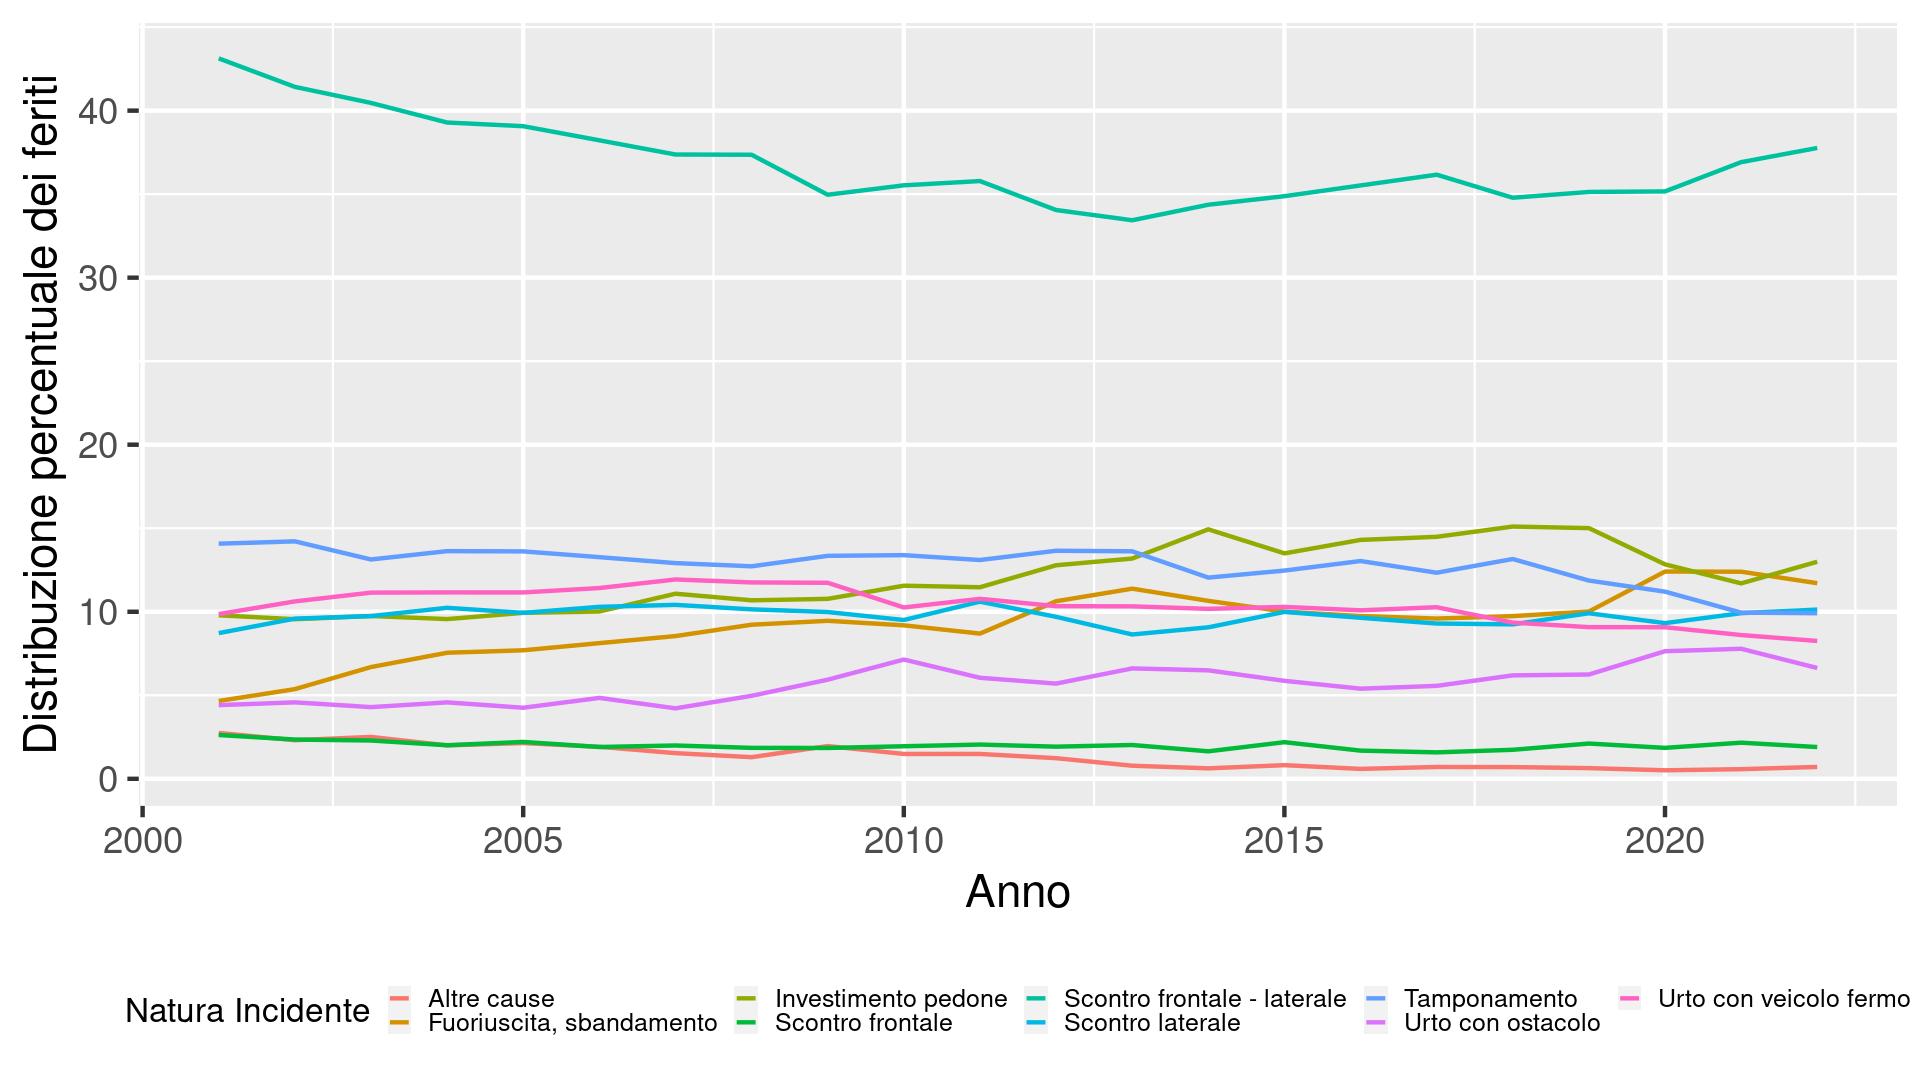 Distribuzione percentuale dei feriti
40
30
20
10
0
2000 2005 2010 2015 2020
Anno
Natura Incidente
Altre cause
Fuoriuscita, sbandamento
Investimento pedone
Scontro frontale
Scontro frontale - laterale
Scontro laterale
Tamponamento
Urto con ostacolo
Urto con veicolo fermo